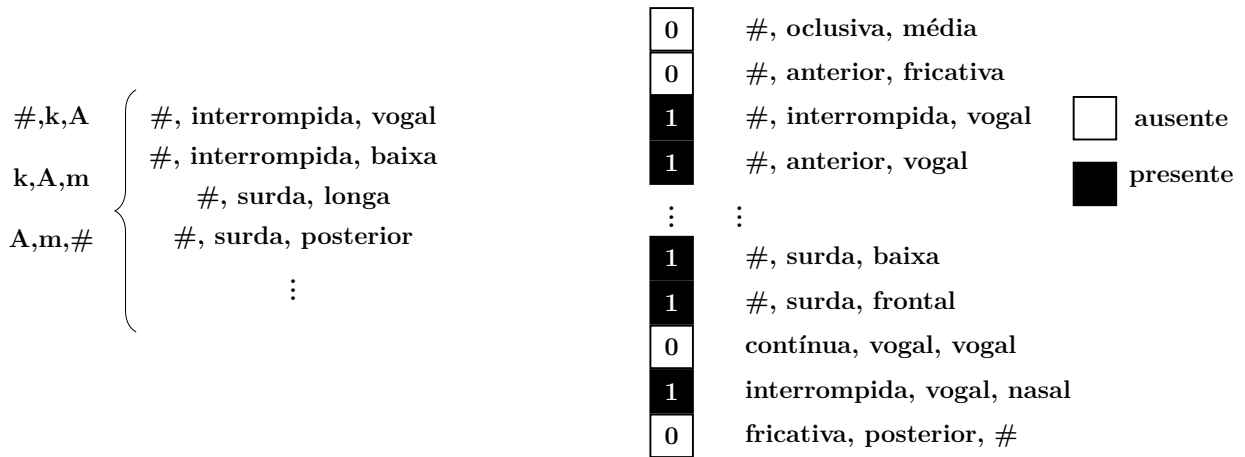 #,k,A
k,A,m
A,m,#
#, interrompida, vogal
#, interrompida, baixa
#, surda, longa
#, surda, posterior
⋮
0 #, oclusiva, média
0 #, anterior, fricativa
1 #, interrompida, vogal
1 #, anterior, vogal
⋮ ⋮
1 #, surda, baixa
1 #, surda, frontal
0 contínua, vogal, vogal
1 interrompida, vogal, nasal
0 fricativa, posterior, #
ausente
presente